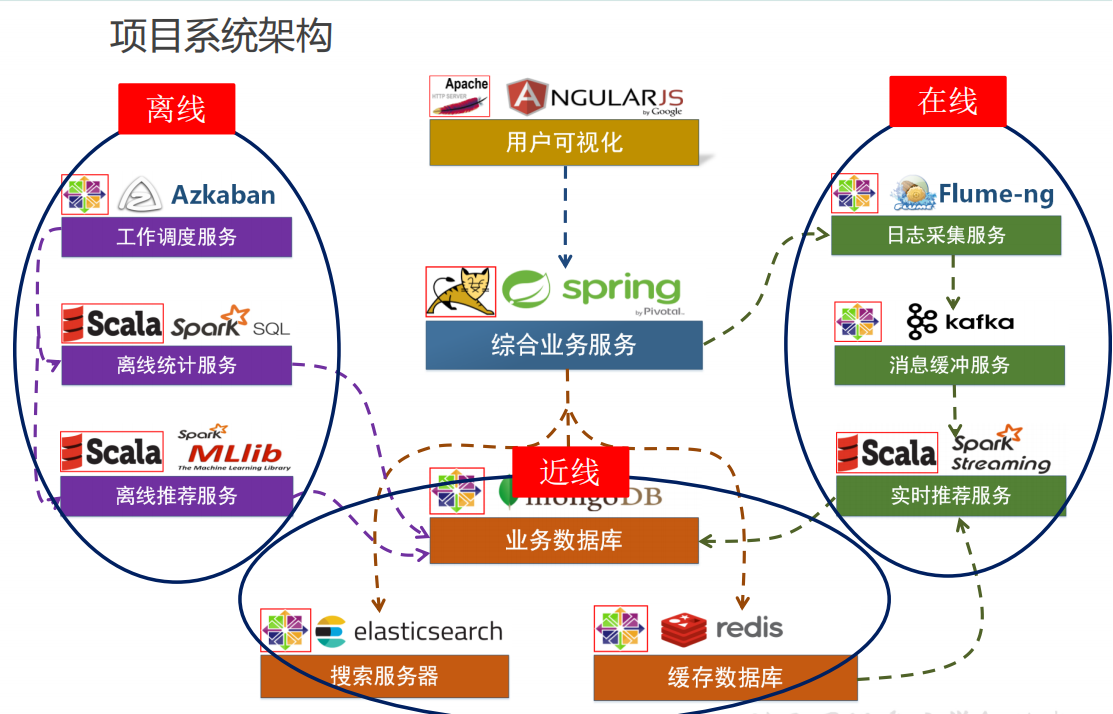 项目系统架构
离线
Apache
HTTP SERVER
ANGULARJS
by Google
在线
用户可视化
Azkaban
工作调度服务
Flume-ng
日志采集服务
spring
by Pivotal
综合业务服务
Scala
Spark SQL
离线统计服务
kafka
消息缓冲服务
Scala
Spark
MLlib
The Machine Learning Library
离线推荐服务
近线
mongoDB
业务数据库
Scala
Spark
Streaming
实时推荐服务
elasticsearch
搜索服务器
redis
缓存数据库